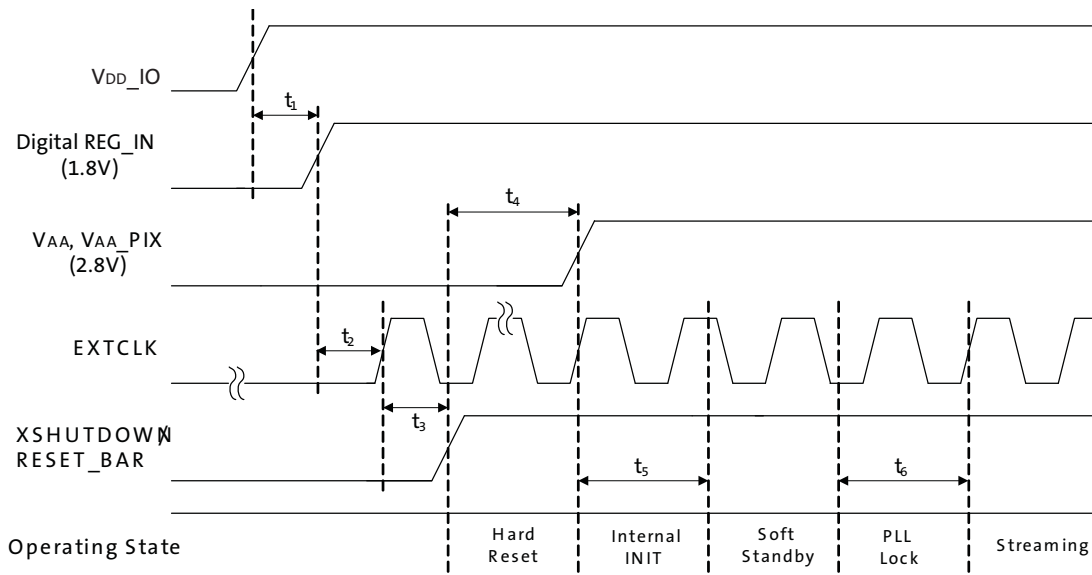 VDD_IO
t1
Digital REG_IN
(1.8V)
t4
VAA, VAA_PIX
(2.8V)
EXTCLK
t2
t3
XSHUTDOWN/
RESET_BAR
t5
t6
Operating State
Hard
Reset
Internal
INIT
Soft
Standby
PLL
Lock
Streaming